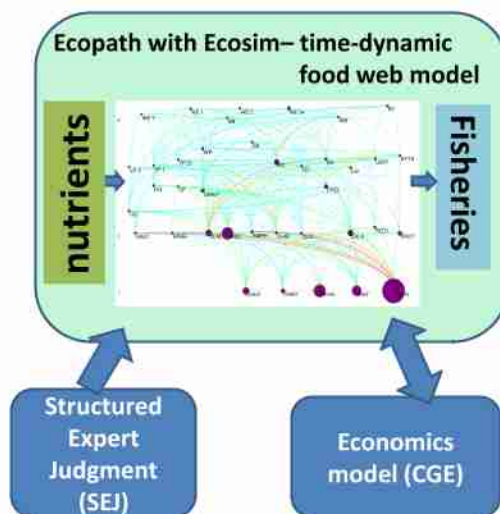 Ecopath with Ecosim– time-dynamic
food web model
nutrients
Fisheries
Structured
Expert
Judgment
(SEJ)
Economics
model (CGE)